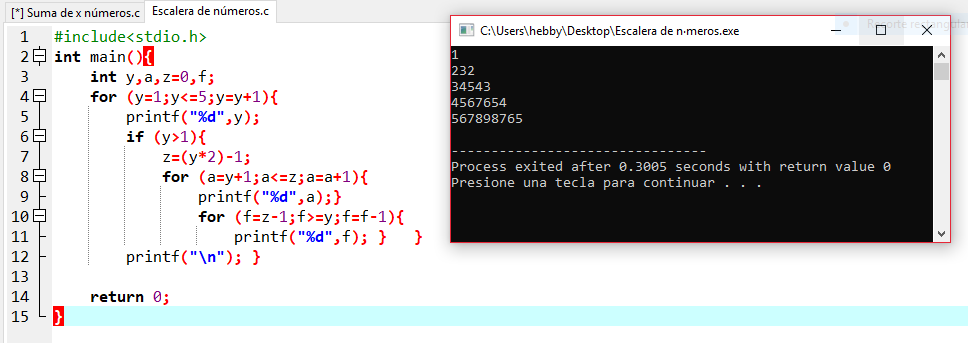 [*] Suma de x números.c Escalera de números.c
1 #include<stdio.h>
2 int main(){
3 int y,a,z=0,f;
4 for (y=1;y<=5;y=y+1){
5 printf("%d",y);
6 if (y>1){
7 z=(y*2)-1;
8 for (a=y+1;a<=z;a=a+1){
9 printf("%d",a);}
10 for (f=z-1;f>=y;f=f-1){
11 printf("%d",f); } }
12 printf("\n"); }
13
14 return 0;
15 }
C:\Users\hebby\Desktop\Escalera de n·meros.exe
Recorte rectangular
1
232
34543
4567654
567898765
--------------------------------
Process exited after 0.3005 seconds with return value 0
Presione una tecla para continuar . . .